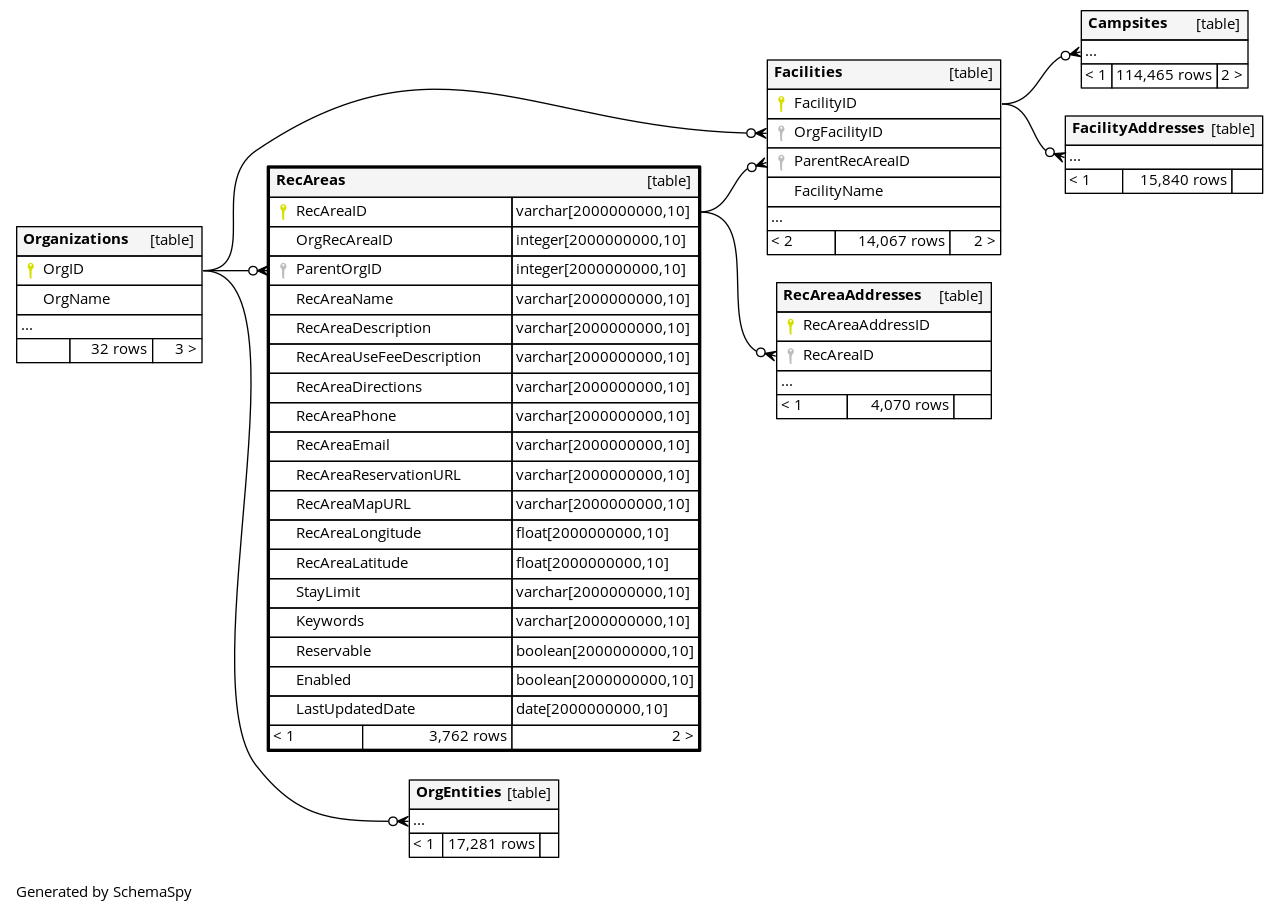 Campsites [table]
...
< 1 114,465 rows 2 >
Facilities [table]
FacilityID
OrgFacilityID
ParentRecAreaID
FacilityName
...
< 2 14,067 rows 2 >
FacilityAddresses [table]
...
< 1 15,840 rows
RecAreas [table]
RecAreaID varchar[2000000000,10]
OrgRecAreaID integer[2000000000,10]
ParentOrgID integer[2000000000,10]
RecAreaName varchar[2000000000,10]
RecAreaDescription varchar[2000000000,10]
RecAreaUseFeeDescription varchar[2000000000,10]
RecAreaDirections varchar[2000000000,10]
RecAreaPhone varchar[2000000000,10]
RecAreaEmail varchar[2000000000,10]
RecAreaReservationURL varchar[2000000000,10]
RecAreaMapURL varchar[2000000000,10]
RecAreaLongitude float[2000000000,10]
RecAreaLatitude float[2000000000,10]
StayLimit varchar[2000000000,10]
Keywords varchar[2000000000,10]
Reservable boolean[2000000000,10]
Enabled boolean[2000000000,10]
LastUpdatedDate date[2000000000,10]
< 1 3,762 rows 2 >
Organizations [table]
OrgID
OrgName
...
32 rows 3 >
RecAreaAddresses [table]
RecAreaAddressID
RecAreaID
...
< 1 4,070 rows
OrgEntities [table]
...
< 1 17,281 rows
Generated by SchemaSpy